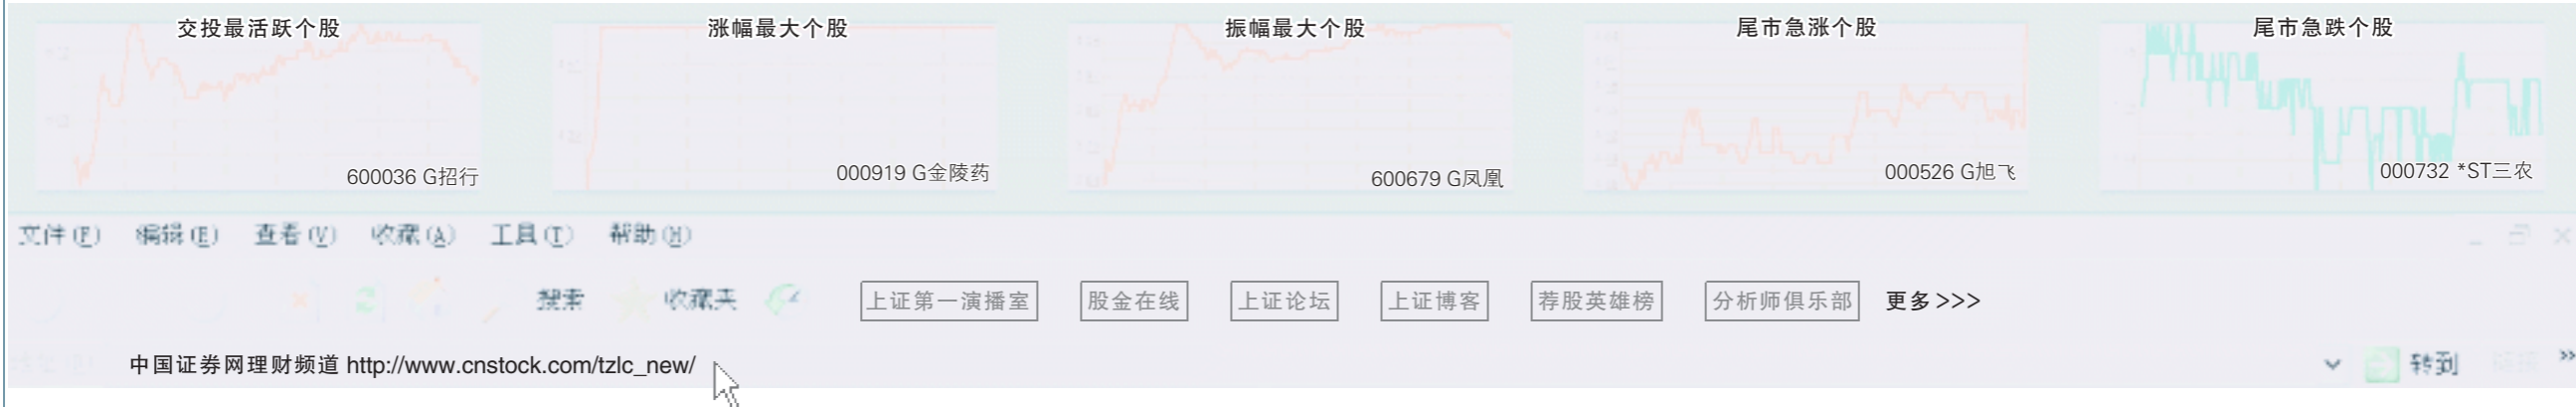 交投最活跃个股
涨幅最大个股
振幅最大个股
尾市急涨个股
尾市急跌个股
600036 G招行
000919 G金陵药
600679 G凤凰
000526 G旭飞
000732 *ST三农
文件(F) 编辑(E) 查看(V) 收藏(A) 工具(T) 帮助(H)
搜索 收藏夹 上证第一演播室 股金在线 上证论坛 上证博客 荐股英雄榜 分析师俱乐部 更多>>>
中国证券网理财频道 http://www.cnstock.com/tzlc_new/ 转到